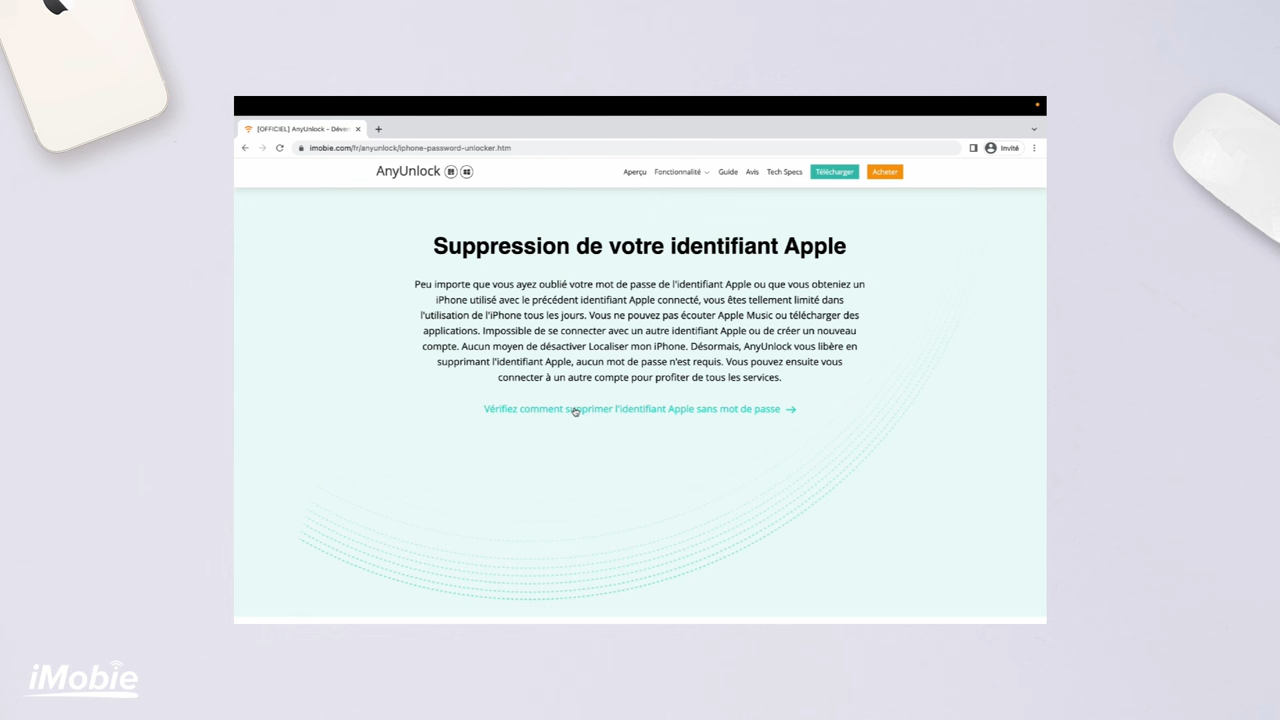 [OFFICIEL] AnyUnlock - Déver
imobie.com/fr/anyunlock/iphone-password-unlocker.htm
Invité
AnyUnlock
Aperçu
Fonctionnalité
Guide
Avis
Tech Specs
Télécharger
Acheter
Suppression de votre identifiant Apple
Peu importe que vous ayez oublié votre mot de passe de l'identifiant Apple ou que vous obteniez un
iPhone utilisé avec le précédent identifiant Apple connecté, vous êtes tellement limité dans
l'utilisation de l'iPhone tous les jours. Vous ne pouvez pas écouter Apple Music ou télécharger des
applications. Impossible de se connecter avec un autre identifiant Apple ou de créer un nouveau
compte. Aucun moyen de désactiver Localiser mon iPhone. Désormais, AnyUnlock vous libère en
supprimant l'identifiant Apple, aucun mot de passe n'est requis. Vous pouvez ensuite vous
connecter à un autre compte pour profiter de tous les services.
Vérifiez comment supprimer l'identifiant Apple sans mot de passe →
iMobie